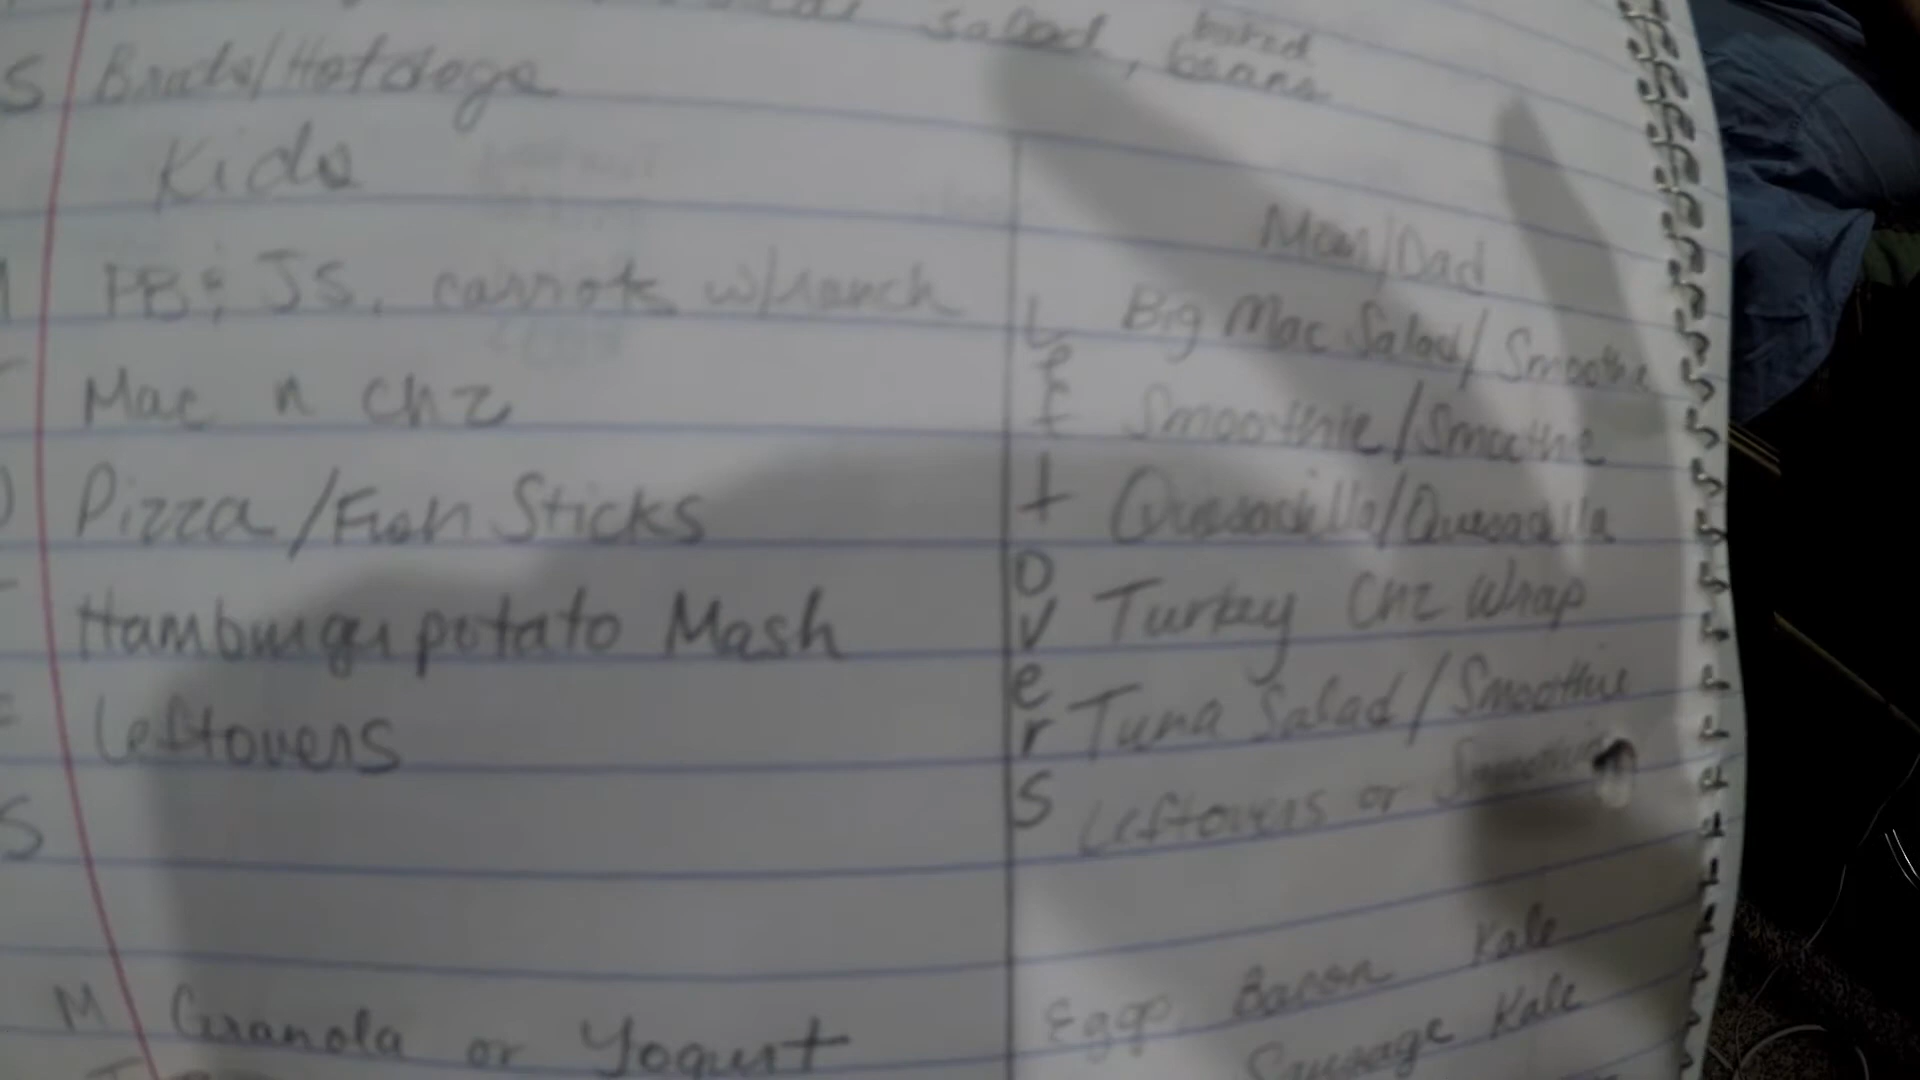 salad, baked beans
S Brats/Hotdogs
Kids
Mom/Dad
PB & JS, carrots w/ranch
Big Mac Salad/Smoothie
Mac n chz
Smoothie/Smoothie
Pizza/Fish Sticks
Quesadilla/Quesadilla
Hamburger potato Mash
Turkey Chz Wrap
Leftovers
Tuna Salad/Smoothie
S
Leftovers or Smoothie
LeftOvers
M Granola or Yogurt
Eggs Bacon Kale
Sausage Kale